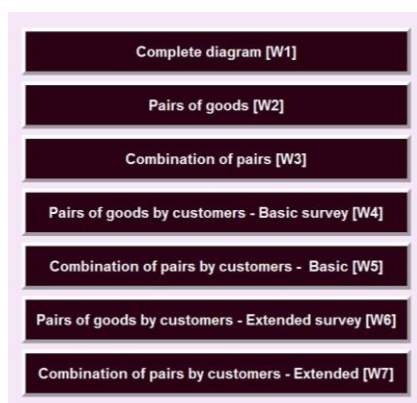 Complete diagram [W1]
Pairs of goods [W2]
Combination of pairs [W3]
Pairs of goods by customers - Basic survey [W4]
Combination of pairs by customers -  Basic [W5]
Pairs of goods by customers - Extended survey [W6]
Combination of pairs by customers - Extended [W7]